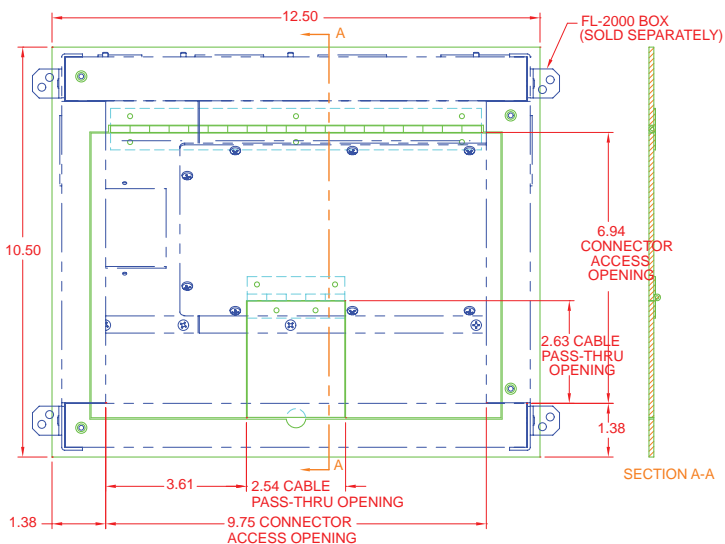 12.50
A
FL-2000 BOX
(SOLD SEPARATELY)
10.50
6.94
CONNECTOR
ACCESS
OPENING
2.63 CABLE
PASS-THRU
OPENING
1.38
A
SECTION A-A
3.61
2.54 CABLE
PASS-THRU OPENING
1.38
9.75 CONNECTOR
ACCESS OPENING